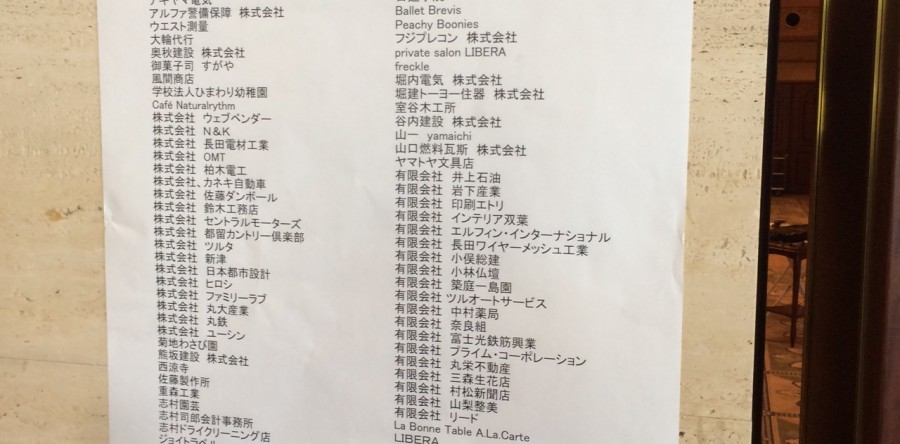 アキヤマ電気
アルファ警備保障 株式会社
ウエスト測量
大輪代行
奥秋建設 株式会社
御菓子司 すがや
風間商店
学校法人ひまわり幼稚園
Café Naturalrythm
株式会社 ウェブベンダー
株式会社 N&K
株式会社 長田電材工業
株式会社 OMT
株式会社 柏木電工
株式会社、カネキ自動車
株式会社 佐藤ダンボール
株式会社 鈴木工務店
株式会社 セントラルモーターズ
株式会社 都留カントリー倶楽部
株式会社 ツルタ
株式会社 新津
株式会社 日本都市設計
株式会社 ヒロシ
株式会社 ファミリーラブ
株式会社 丸大産業
株式会社 丸鉄
株式会社 ユーシン
菊地わさび園
熊坂建設 株式会社
西涼寺
佐藤製作所
重森工業
志村園芸
志村司郎会計事務所
志村ドライクリーニング店
ジョイトラベル
Ballet Brevis
Peachy Boonies
フジプレコン 株式会社
private salon LIBERA
freckle
堀内電気 株式会社
堀建トーヨー住器 株式会社
室谷木工所
谷内建設 株式会社
山一 yamaichi
山口燃料瓦斯 株式会社
ヤマトヤ文具店
有限会社 井上石油
有限会社 岩下産業
有限会社 印刷エトリ
有限会社 インテリア双葉
有限会社 エルフィン・インターナショナル
有限会社 長田ワイヤーメッシュ工業
有限会社 小俣総建
有限会社 小林仏壇
有限会社 築庭一島園
有限会社 ツルオートサービス
有限会社 中村薬局
有限会社 奈良組
有限会社 富士光鉄筋興業
有限会社 プライム・コーポレーション
有限会社 丸栄不動産
有限会社 三森生花店
有限会社 村松新聞店
有限会社 山梨整美
有限会社 リード
La Bonne Table A.La.Carte
LIBERA